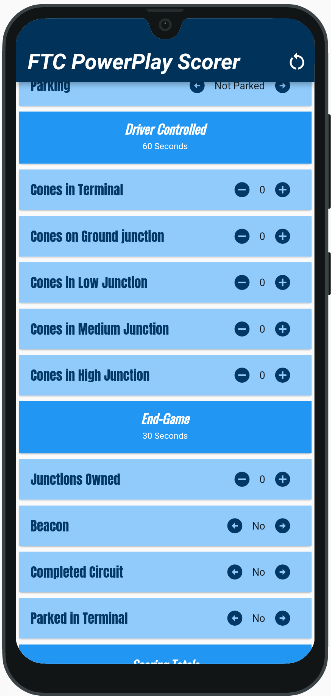 FTC PowerPlay Scorer
Parking Not Parked
Driver Controlled
60 Seconds
Cones in Terminal 0
Cones on Ground junction 0
Cones in Low Junction 0
Cones in Medium Junction 0
Cones in High Junction 0
End-Game
30 Seconds
Junctions Owned 0
Beacon No
Completed Circuit No
Parked in Terminal No
Scoring Totals